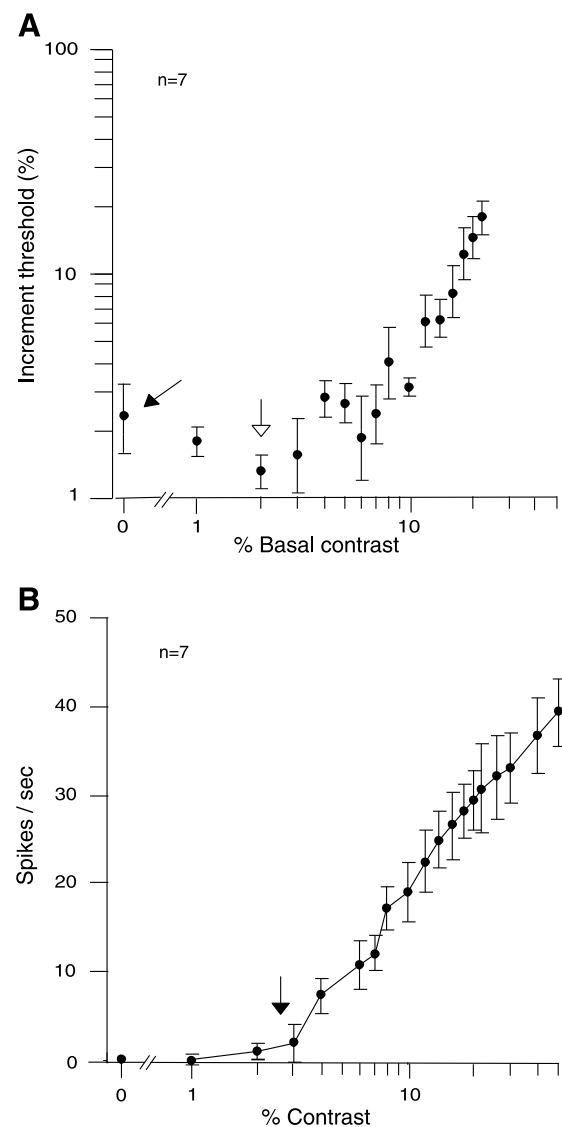 A
100
n=7
Increment threshold (%)
10
1
0 1 10
% Basal contrast
B
50
n=7
40
Spikes / sec
30
20
10
0
0 1 10
% Contrast